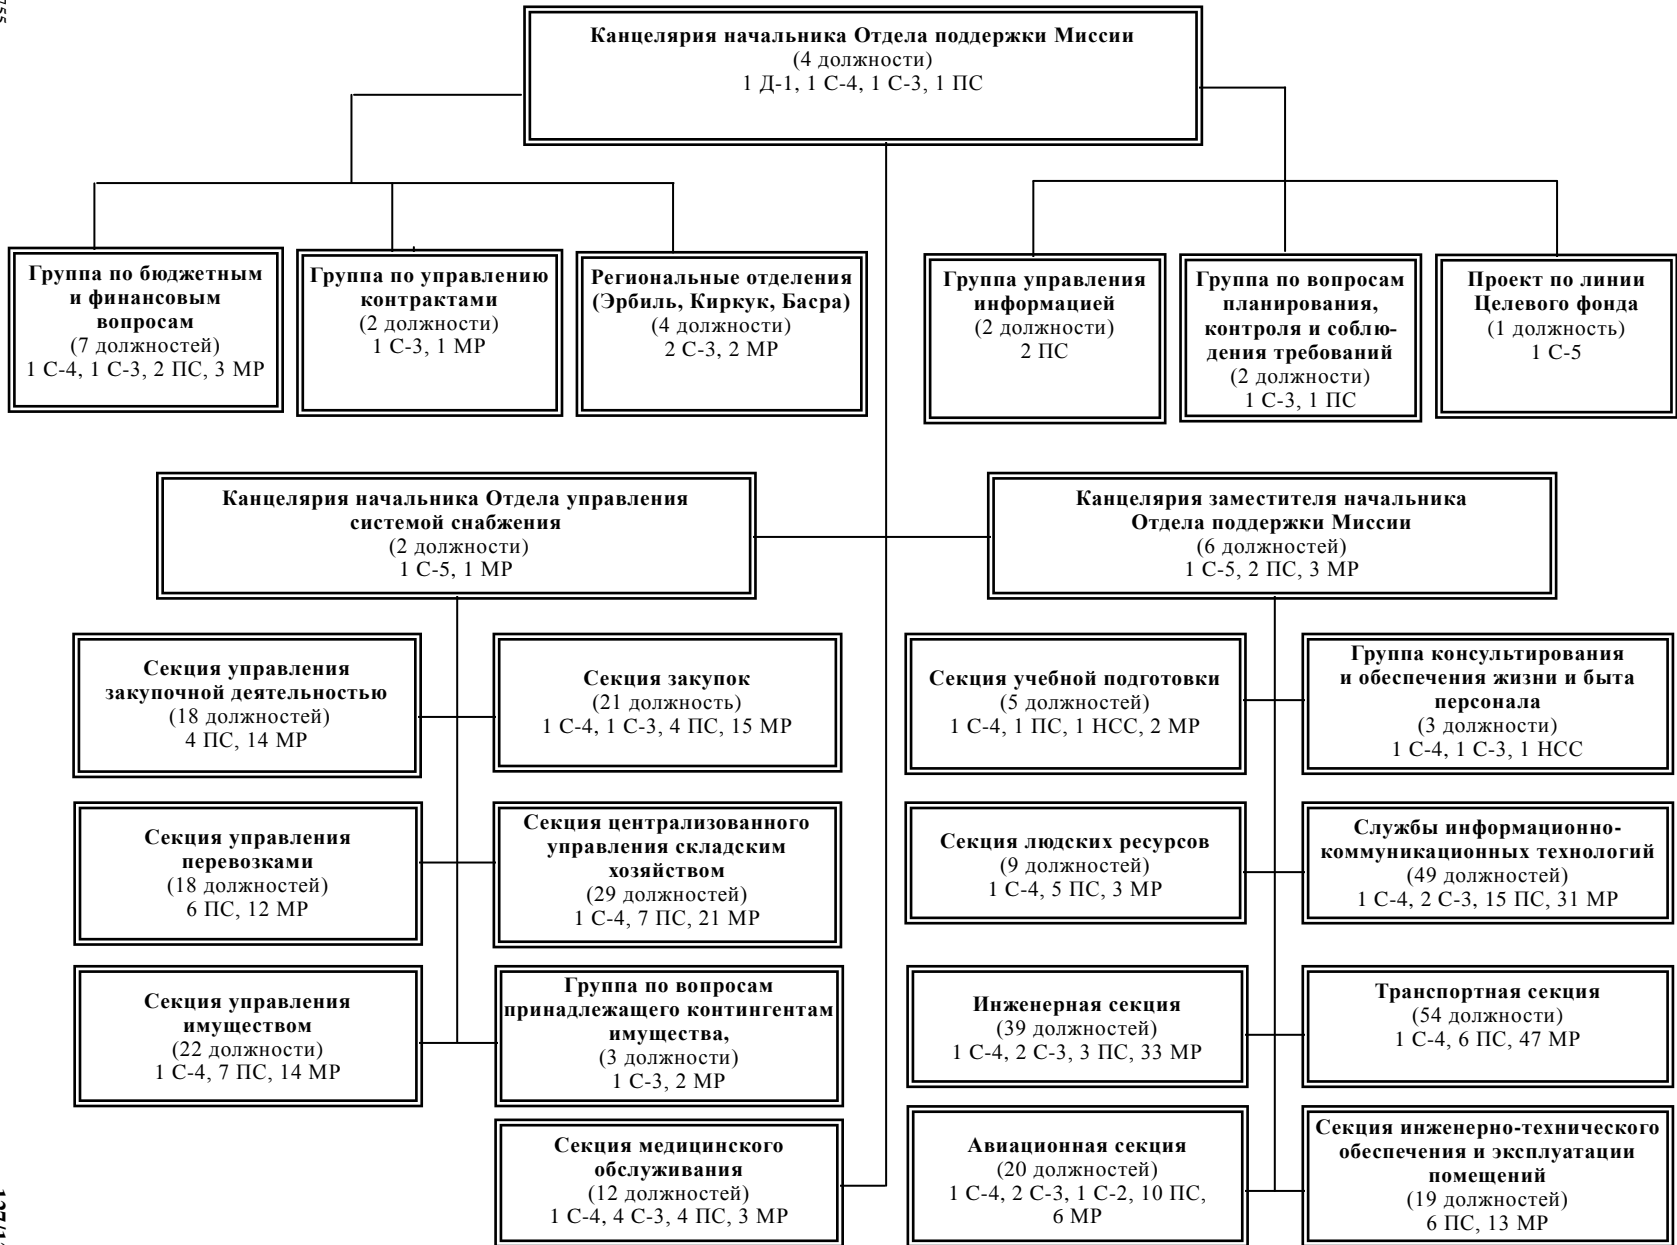 Канцелярия начальника Отдела поддержки Миссии
(4 должности)
1 Д-1, 1 С-4, 1 С-3, 1 ПС
Группа по бюджетным
и финансовым
вопросам
(7 должностей)
1 С-4, 1 С-3, 2 ПС, 3 МР
Группа по управлению
контрактами
(2 должности)
1 С-3, 1 МР
Региональные отделения
(Эрбиль, Киркук, Басра)
(4 должности)
2 С-3, 2 МР
Группа управления
информацией
(2 должности)
2 ПС
Группа по вопросам
планирования,
контроля и соблю-
дения требований
(2 должности)
1 С-3, 1 ПС
Проект по линии
Целевого фонда
(1 должность)
1 С-5
Канцелярия начальника Отдела управления
системой снабжения
(2 должности)
1 С-5, 1 МР
Канцелярия заместителя начальника
Отдела поддержки Миссии
(6 должностей)
1 С-5, 2 ПС, 3 МР
Секция управления
закупочной деятельностью
(18 должностей)
4 ПС, 14 МР
Секция закупок
(21 должность)
1 С-4, 1 С-3, 4 ПС, 15 МР
Секция учебной подготовки
(5 должностей)
1 С-4, 1 ПС, 1 НСС, 2 МР
Группа консультирования
и обеспечения жизни и быта
персонала
(3 должности)
1 С-4, 1 С-3, 1 НСС
Секция управления
перевозками
(18 должностей)
6 ПС, 12 МР
Секция централизованного
управления складским
хозяйством
(29 должностей)
1 С-4, 7 ПС, 21 МР
Секция людских ресурсов
(9 должностей)
1 С-4, 5 ПС, 3 МР
Службы информационно-
коммуникационных технологий
(49 должностей)
1 С-4, 2 С-3, 15 ПС, 31 МР
Секция управления
имуществом
(22 должности)
1 С-4, 7 ПС, 14 МР
Группа по вопросам
принадлежащего контингентам
имущества,
(3 должности)
1 С-3, 2 МР
Инженерная секция
(39 должностей)
1 С-4, 2 С-3, 3 ПС, 33 МР
Транспортная секция
(54 должности)
1 С-4, 6 ПС, 47 МР
Секция медицинского
обслуживания
(12 должностей)
1 С-4, 4 С-3, 4 ПС, 3 МР
Авиационная секция
(20 должностей)
1 С-4, 2 С-3, 1 С-2, 10 ПС,
6 МР
Секция инженерно-технического
обеспечения и эксплуатации
помещений
(19 должностей)
6 ПС, 13 МР